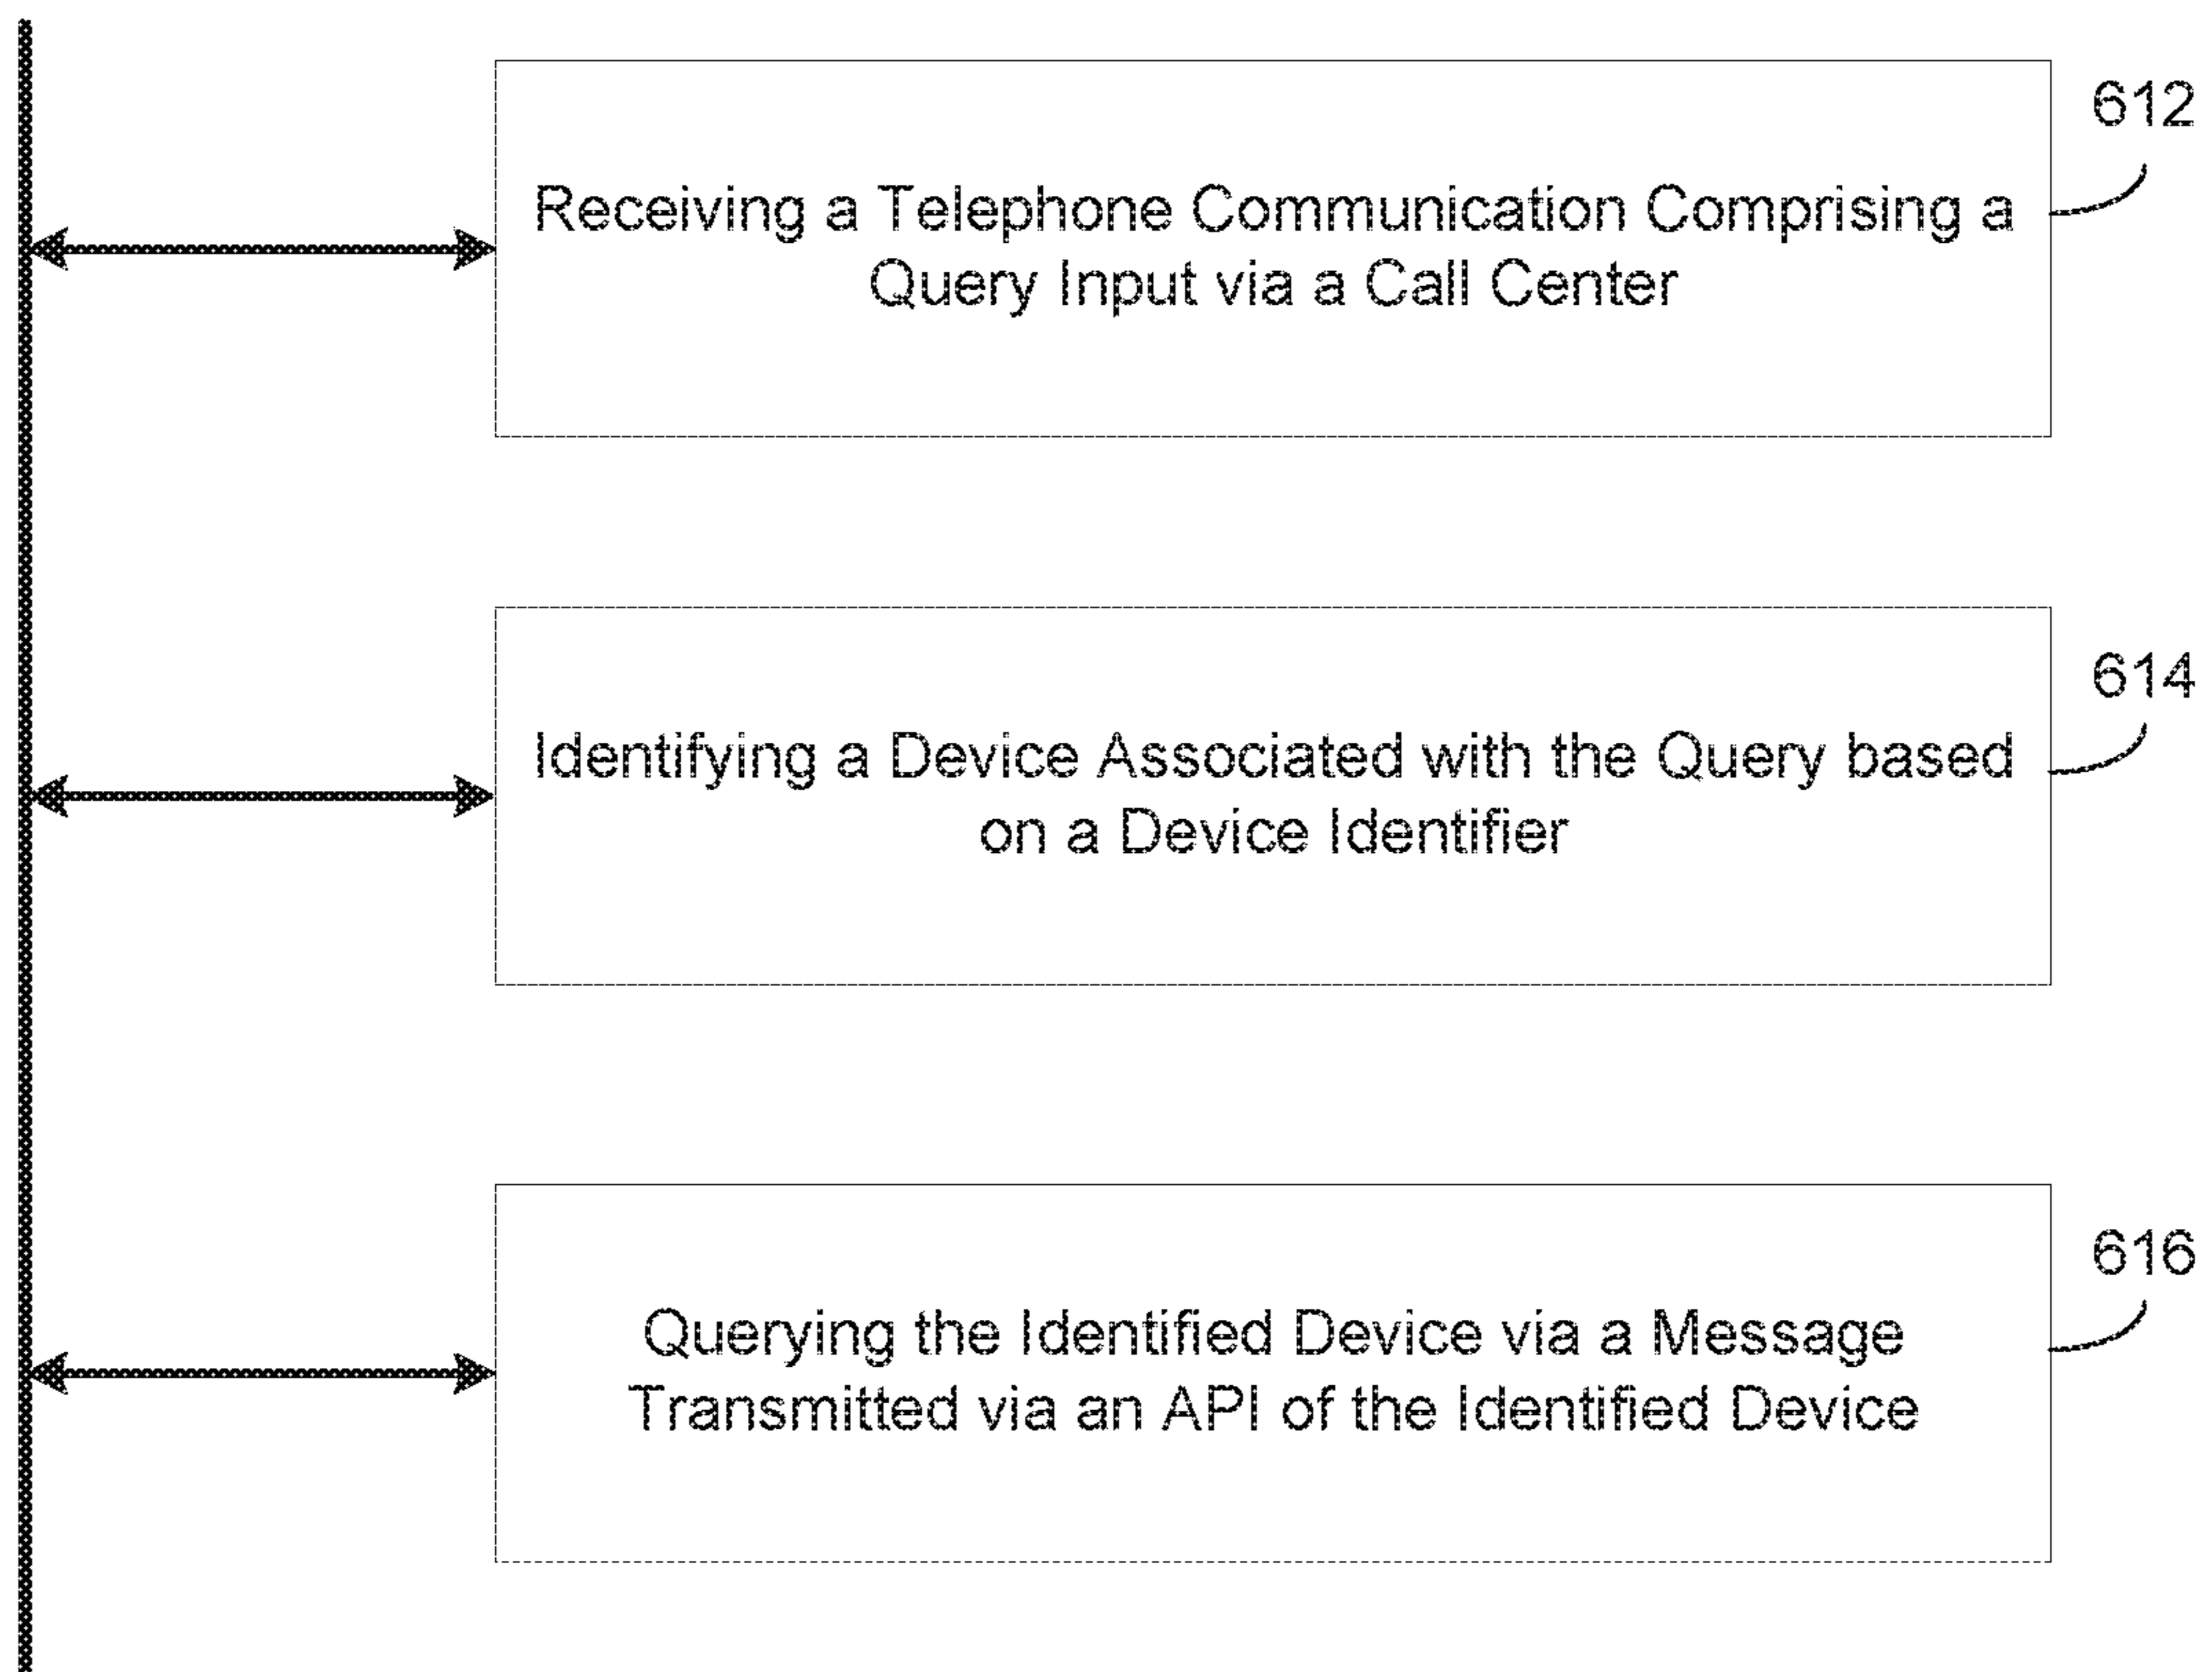 612
Receiving a Telephone Communication Comprising a
Query Input via a Call Center
614
Identifying a Device Associated with the Query based
on a Device Identifier
616
Querying the Identified Device via a Message
Transmitted via an API of the Identified Device